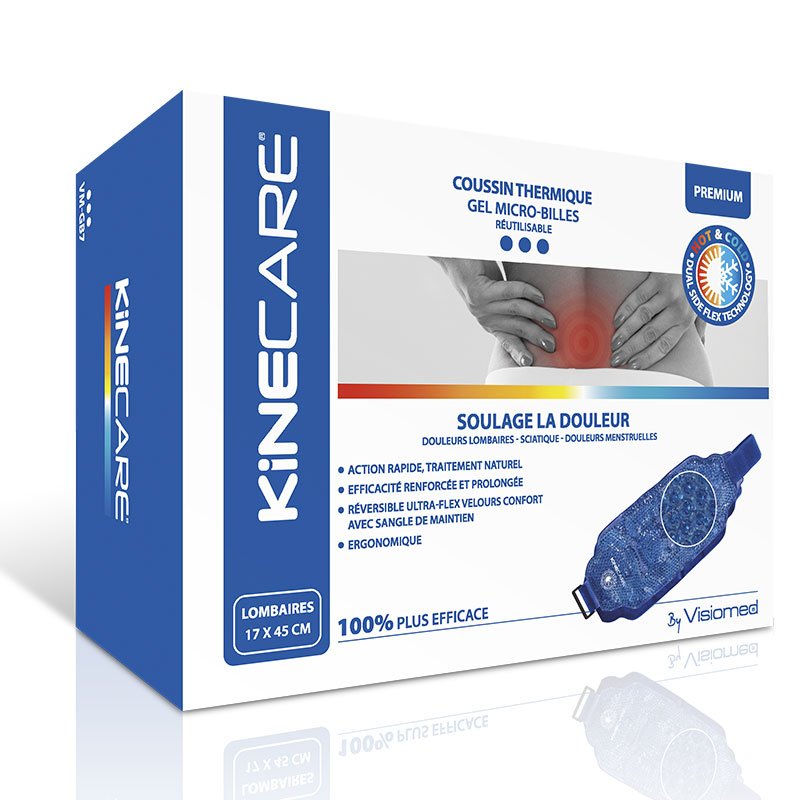 VM-GB7
KiNECARE
KiNECARE®
LOMBAIRES
17 X 45 CM
COUSSIN THERMIQUE
GEL MICRO-BILLES
RÉUTILISABLE
PREMIUM
HOT & COLD
DUAL SIDE FLEX TECHNOLOGY
SOULAGE LA DOULEUR
DOULEURS LOMBAIRES - SCIATIQUE - DOULEURS MENSTRUELLES
• ACTION RAPIDE, TRAITEMENT NATUREL
• EFFICACITÉ RENFORCÉE ET PROLONGÉE
• RÉVERSIBLE ULTRA-FLEX VELOURS CONFORT
AVEC SANGLE DE MAINTIEN
• ERGONOMIQUE
100% PLUS EFFICACE
By Visiomed